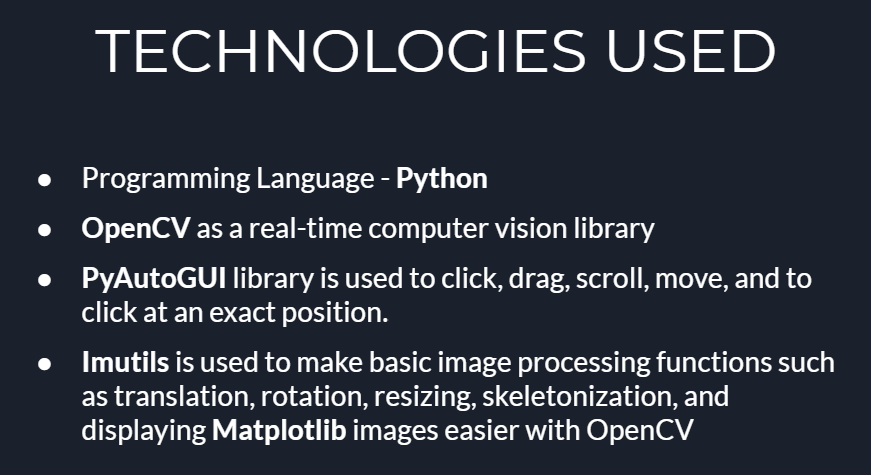 TECHNOLOGIES USED
● Programming Language - Python
● OpenCV as a real-time computer vision library
● PyAutoGUI library is used to click, drag, scroll, move, and to
click at an exact position.
● Imutils is used to make basic image processing functions such
as translation, rotation, resizing, skeletonization, and
displaying Matplotlib images easier with OpenCV